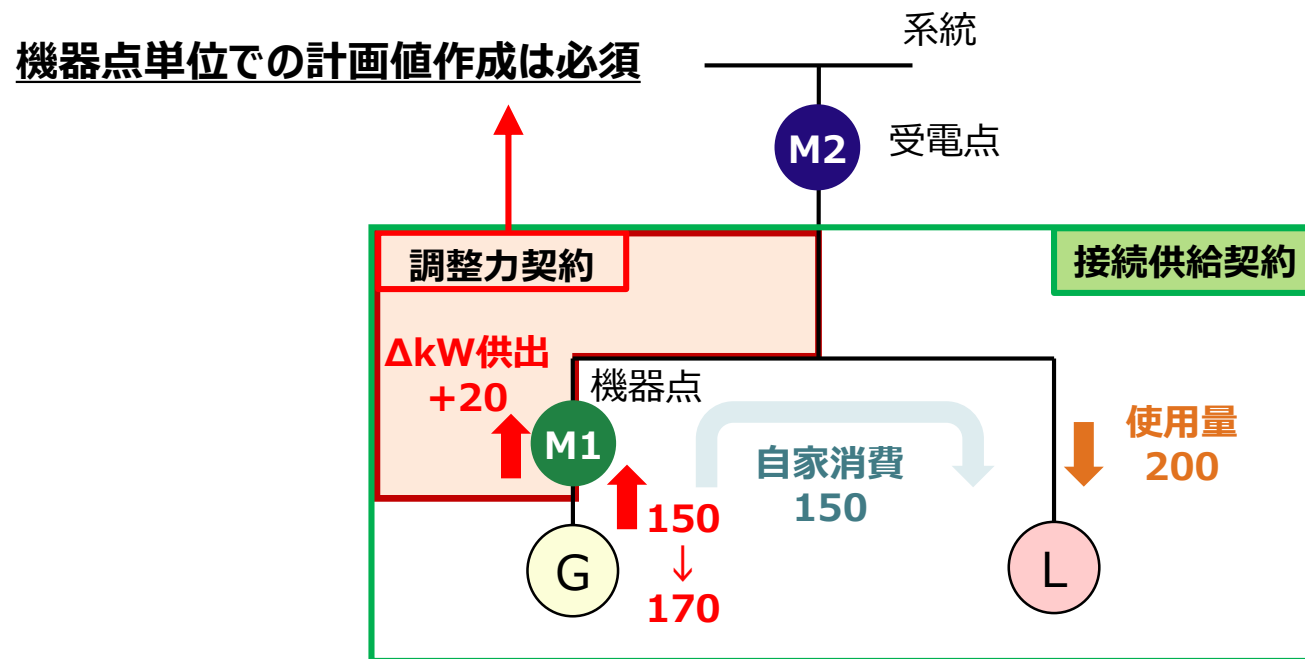 系統
機器点単位での計画値作成は必須
M2
受電点
調整力契約
接続供給契約
ΔkW供出
+20
機器点
M1
自家消費
150
使用量
200
150
↓
170
G
L